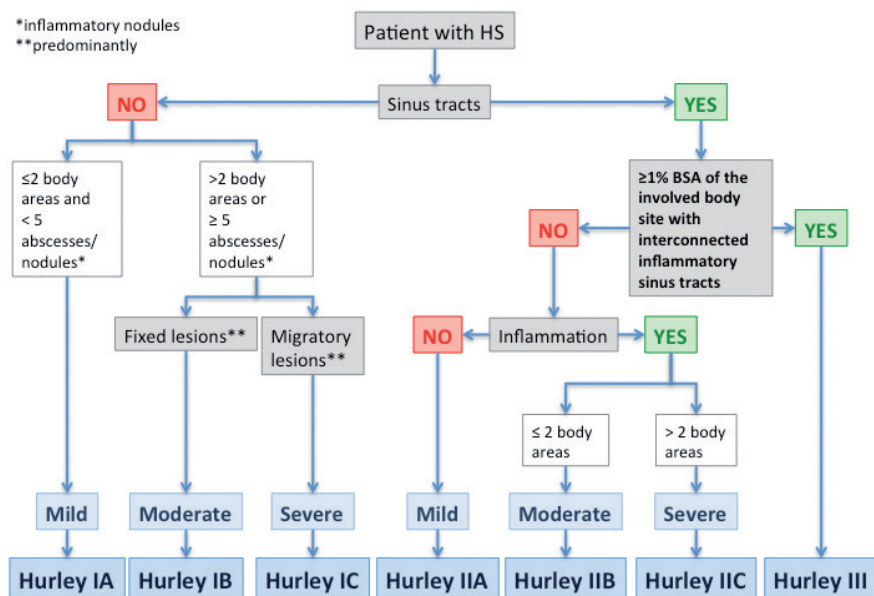 *inflammatory nodules
**predominantly
Patient with HS
Sinus tracts
NO
YES
≤2 body
areas and
< 5
abscesses/
nodules*
>2 body
areas or
≥ 5
abscesses/
nodules*
≥1% BSA of the
involved body
site with
interconnected
inflammatory
sinus tracts
NO
YES
Fixed lesions**
Migratory
lesions**
NO
Inflammation
YES
≤ 2 body
areas
> 2 body
areas
Mild
Moderate
Severe
Mild
Moderate
Severe
Hurley IA
Hurley IB
Hurley IC
Hurley IIA
Hurley IIB
Hurley IIC
Hurley III